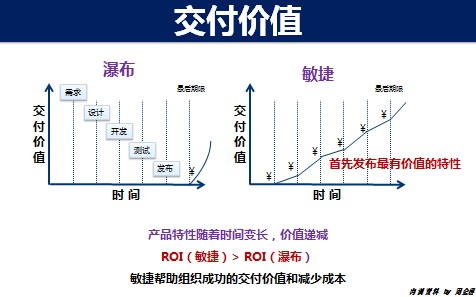 交付价值
瀑布
敏捷
需求
设计
开发
测试
发布
最后期限
¥
交付价值
时间
最后期限
¥
¥
¥
¥
¥
¥
首先发布最有价值的特性
交付价值
时间
产品特性随着时间变长，价值递减
ROI（敏捷）> ROI（瀑布）
敏捷帮助组织成功的交付价值和减少成本
内训资料 by